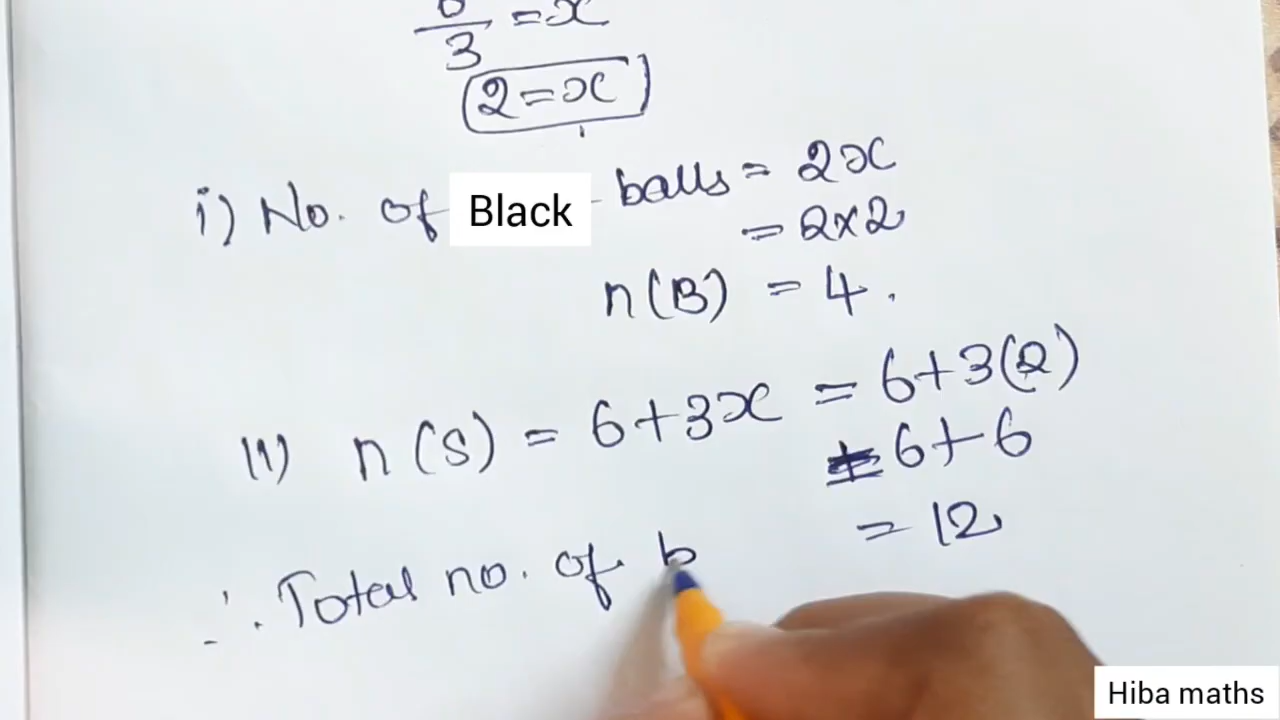 6/3 = x
2 = x
i) No. of Black balls = 2x
= 2×2
n(B) = 4.
ii) n(S) = 6+3x = 6+3(2)
= 6+6
= 12
∴ Total no. of b
Hiba maths